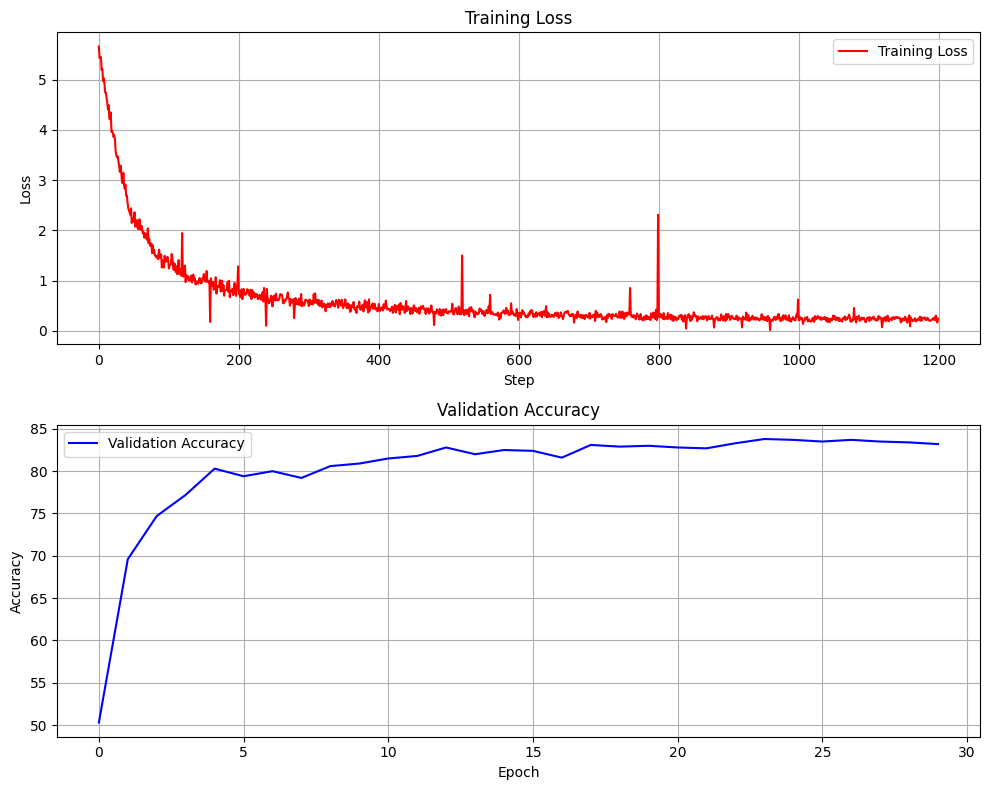 Training Loss
Training Loss
5
4
3
2
1
0
Loss
0 200 400 600 800 1000 1200
Step
Validation Accuracy
Validation Accuracy
85
80
75
70
65
60
55
50
Accuracy
0 5 10 15 20 25 30
Epoch